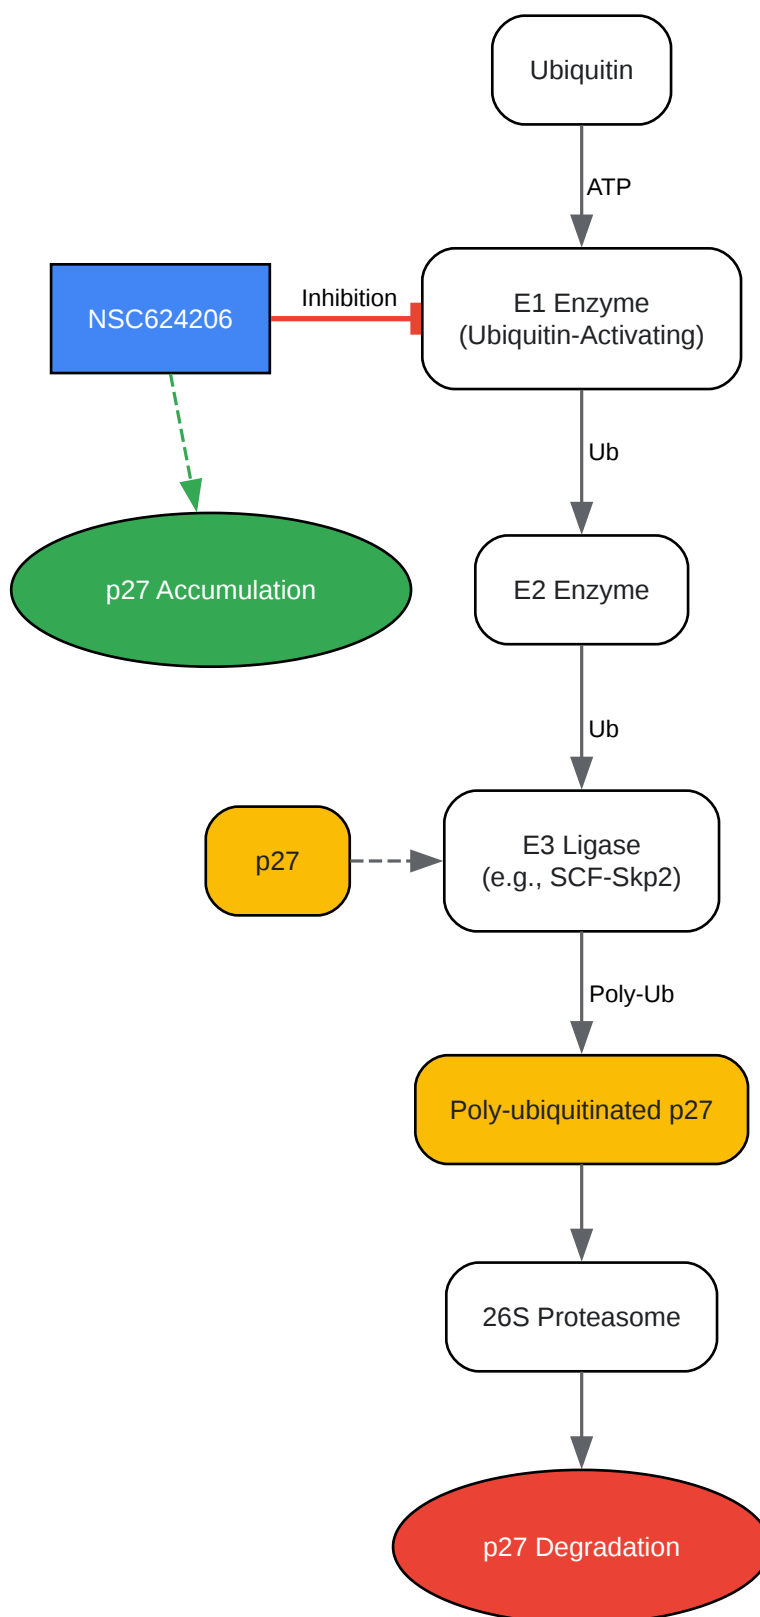 Ubiquitin
ATP
NSC624206
Inhibition
E1 Enzyme
(Ubiquitin-Activating)
Ub
p27 Accumulation
E2 Enzyme
Ub
p27
E3 Ligase
(e.g., SCF-Skp2)
Poly-Ub
Poly-ubiquitinated p27
26S Proteasome
p27 Degradation